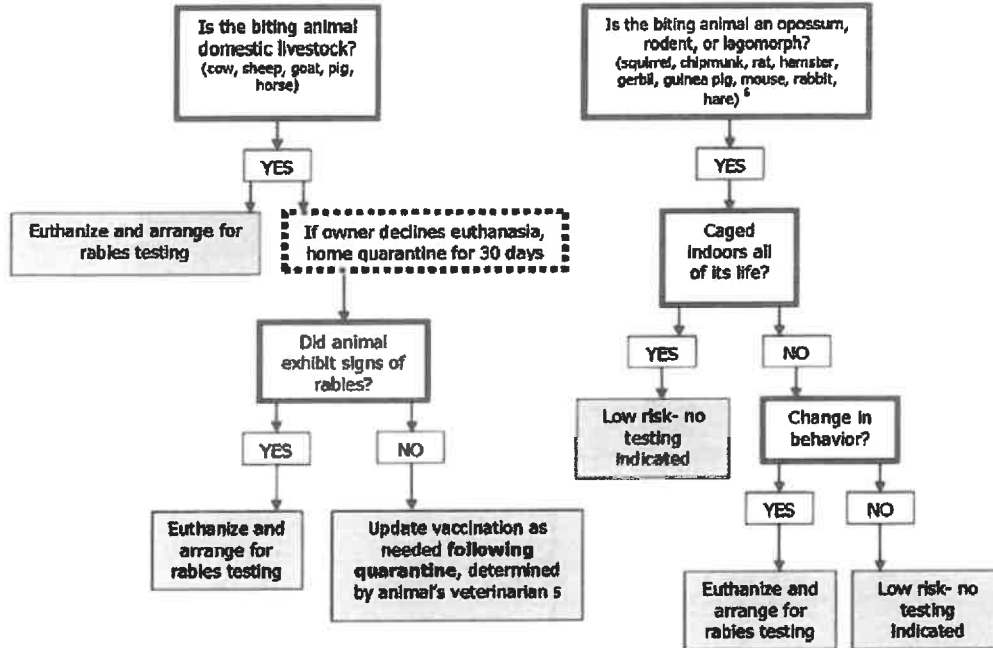 Is the biting animal
domestic livestock?
(cow, sheep, goat, pig,
horse)
YES
Euthanize and arrange for
rabies testing
If owner declines euthanasia,
home quarantine for 30 days
Did animal
exhibit signs of
rabies?
YES
NO
Euthanize and
arrange for
rabies testing
Update vaccination as
needed following
quarantine, determined
by animal's veterinarian 5
Is the biting animal an opossum,
rodent, or lagomorph?
(squirrel, chipmunk, rat, hamster,
gerbil, guinea pig, mouse, rabbit,
hare) 6
YES
Caged
indoors all
of its life?
YES
NO
Low risk- no
testing
indicated
Change in
behavior?
YES
NO
Euthanize and
arrange for
rabies testing
Low risk- no
testing
indicated